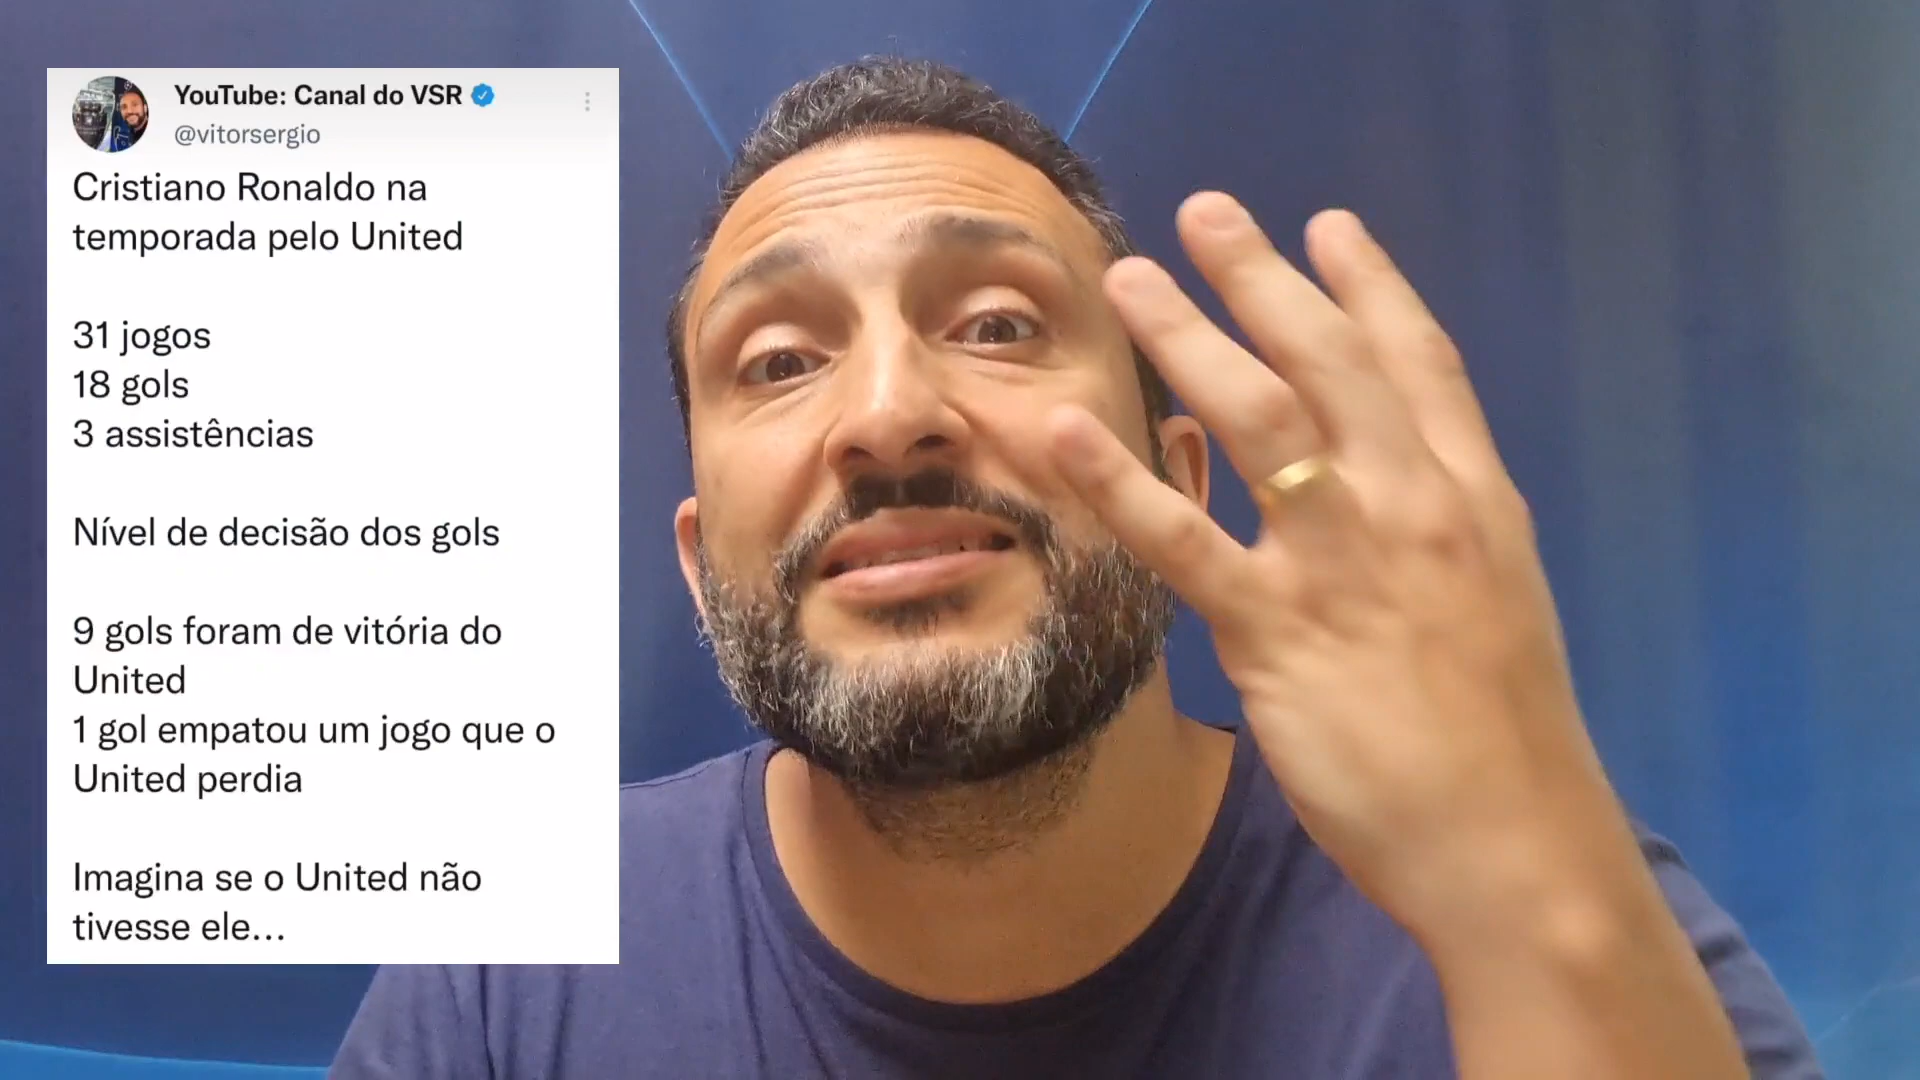 YouTube: Canal do VSR
@vitorsergio
Cristiano Ronaldo na
temporada pelo United
31 jogos
18 gols
3 assistências
Nível de decisão dos gols
9 gols foram de vitória do
United
1 gol empatou um jogo que o
United perdia
Imagina se o United não
tivesse ele...